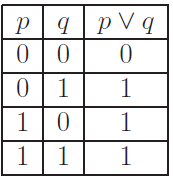 p q p ∨ q
0 0 0
0 1 1
1 0 1
1 1 1